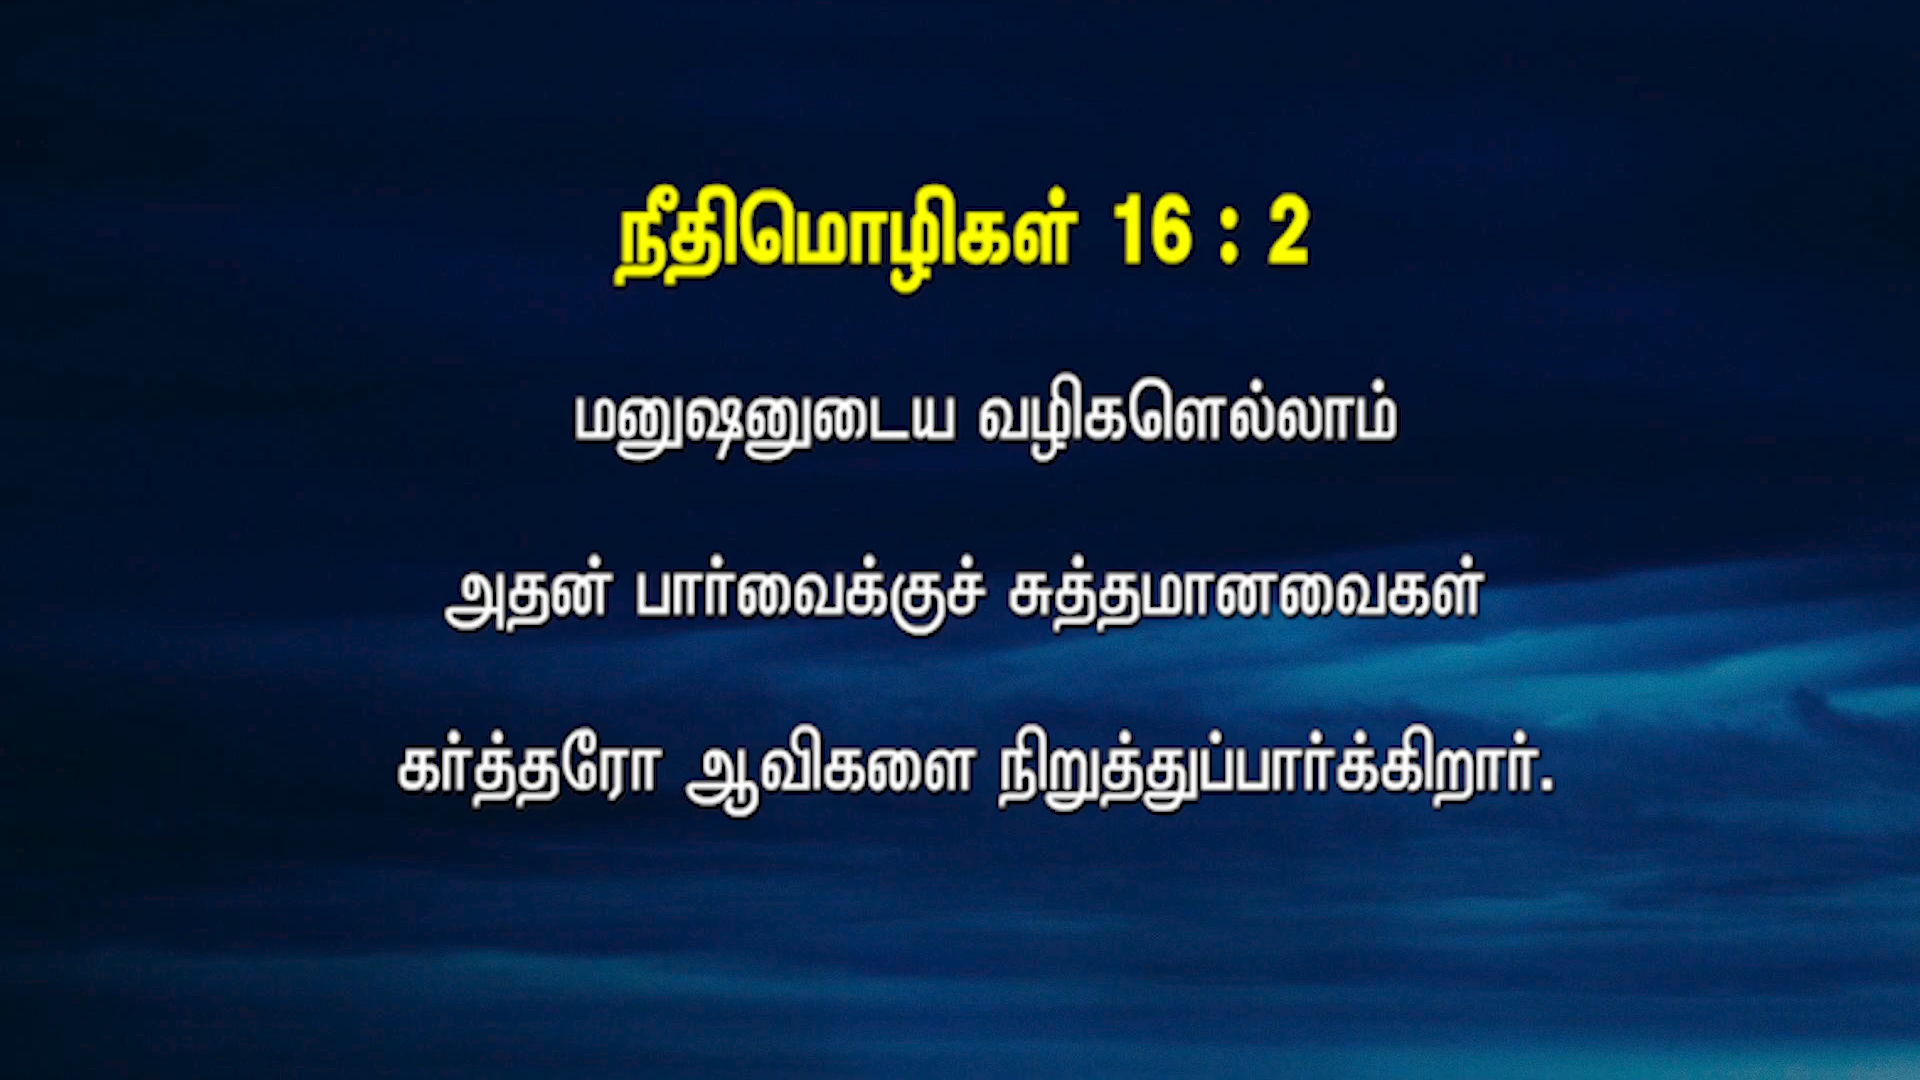 நீதிமொழிகள் 16 : 2
மனுஷனுடைய வழிகளெல்லாம்
அதன் பார்வைக்குச் சுத்தமானவைகள்
கர்த்தரோ ஆவிகளை நிறுத்துப்பார்க்கிறார்.